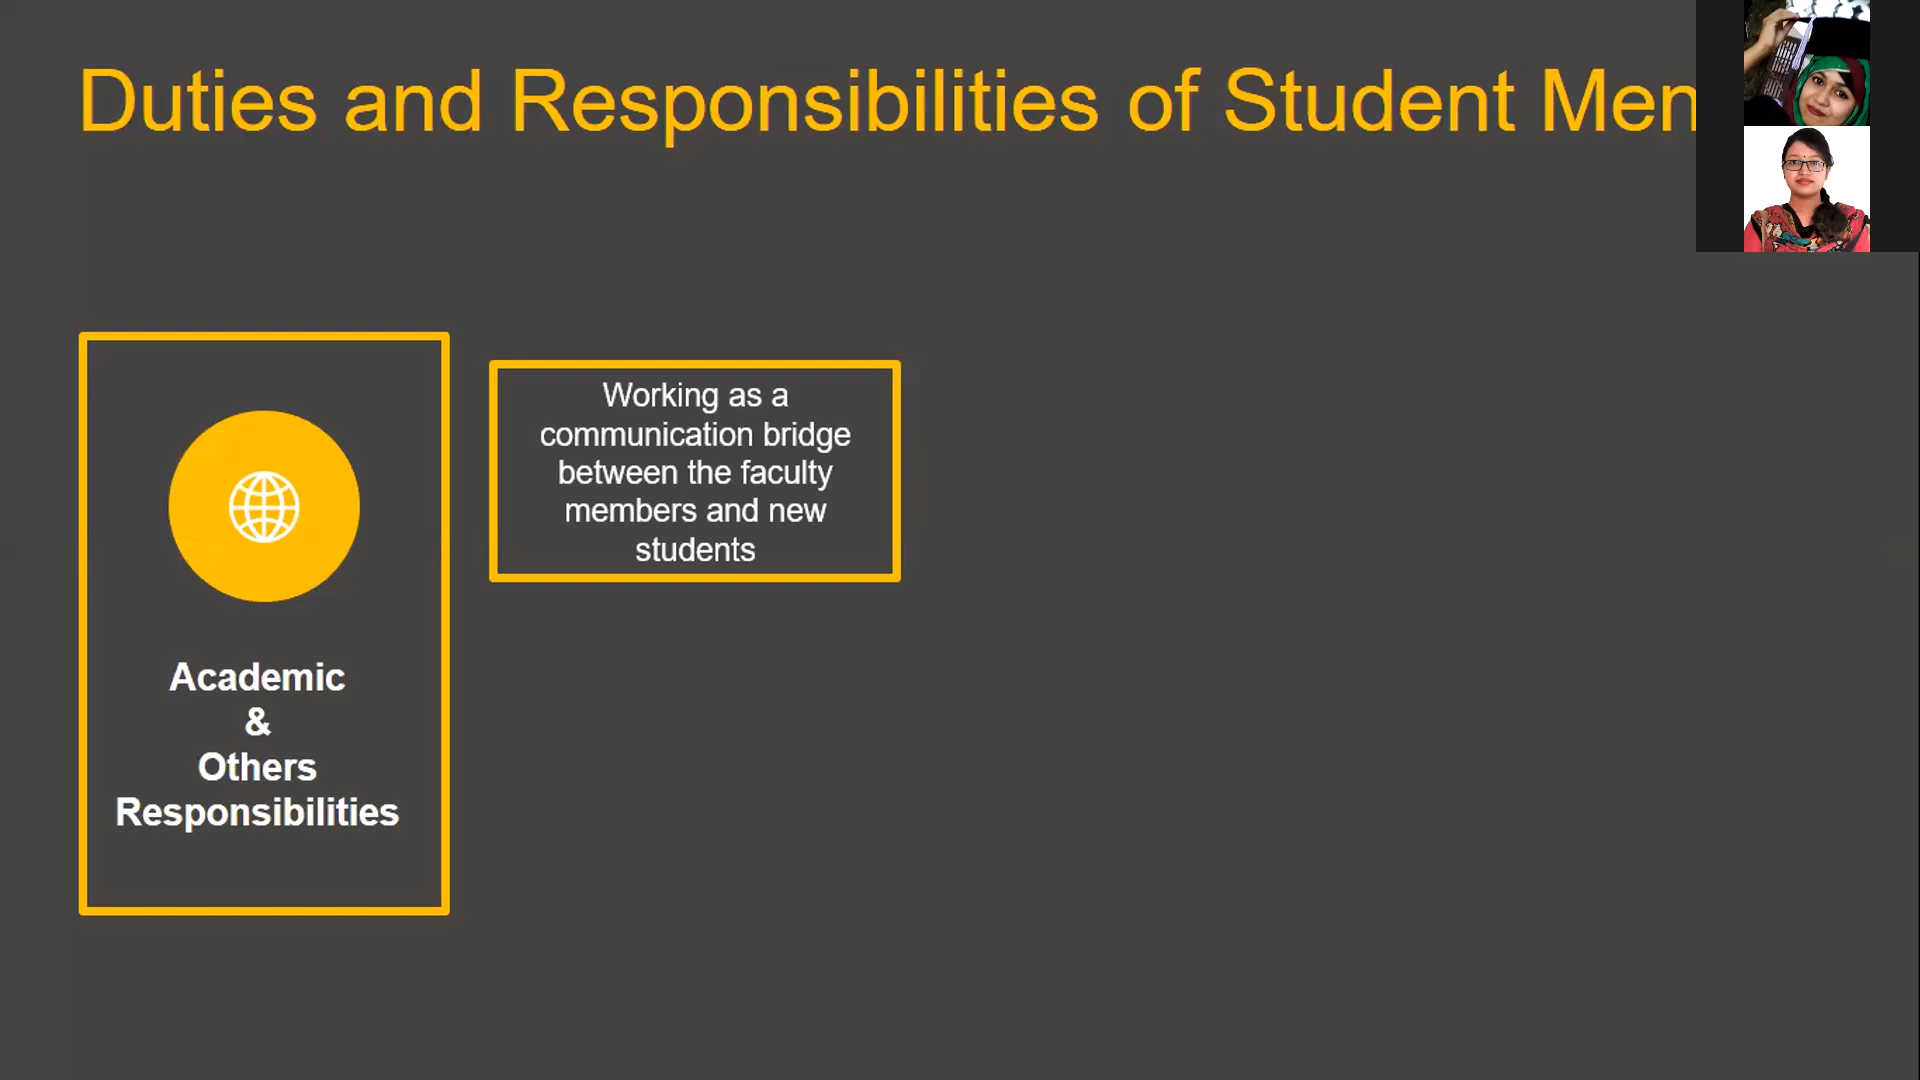 Duties and Responsibilities of Student Men
Working as a
communication bridge
between the faculty
members and new
students
Academic
&
Others
Responsibilities